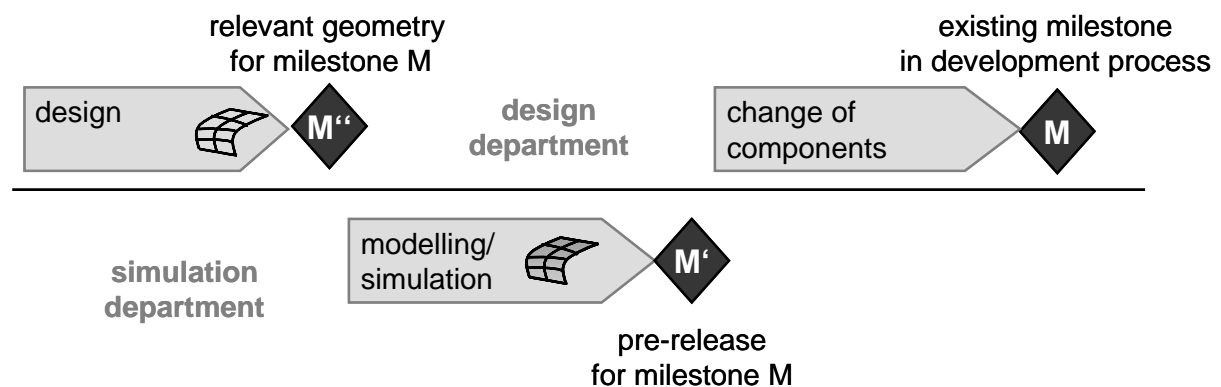 relevant geometry
for milestone M
existing milestone
in development process
design
M“
design
department
change of
components
M
simulation
department
modelling/
simulation
M‘
pre-release
for milestone M